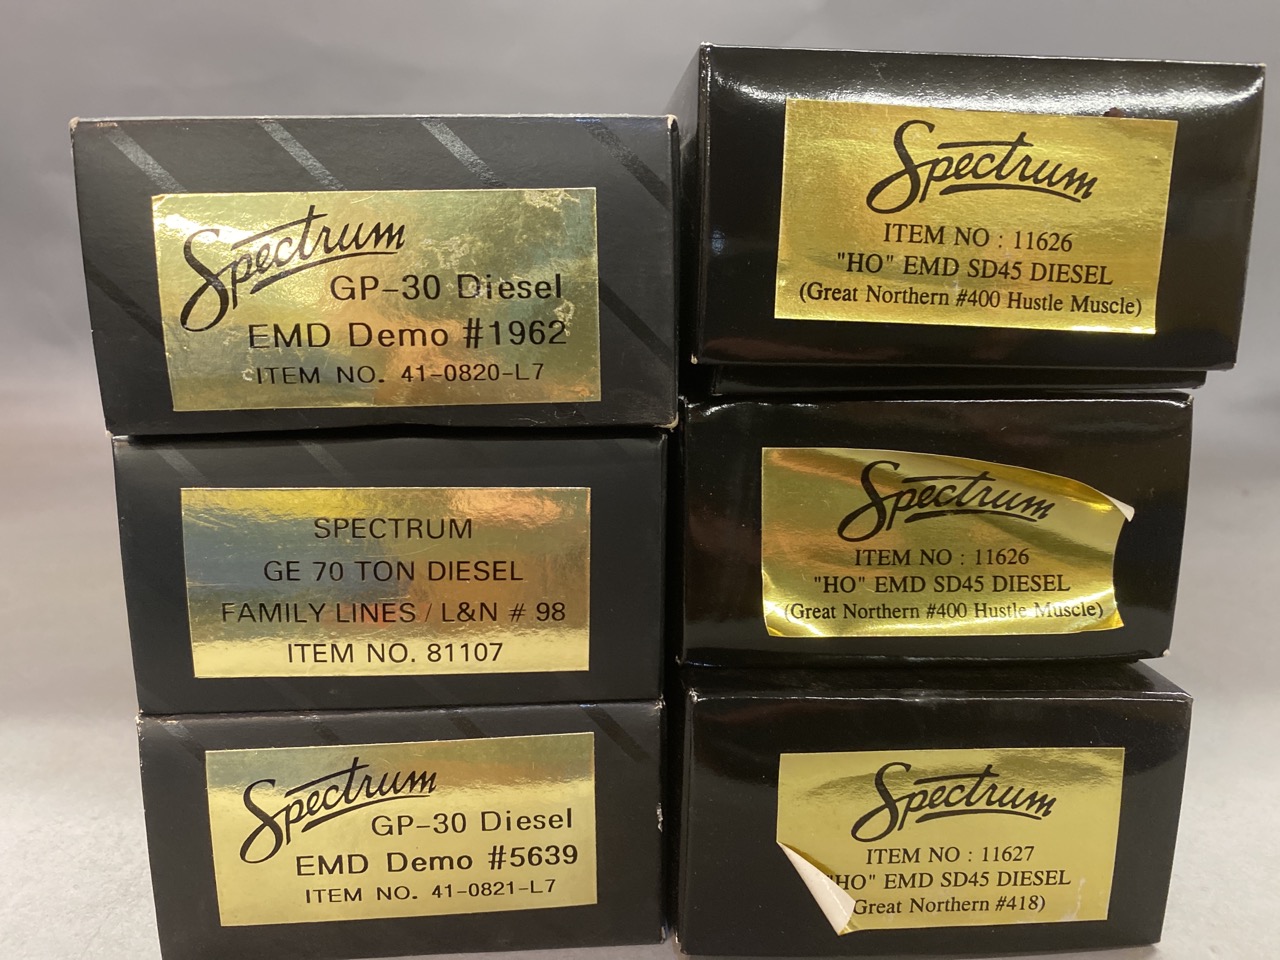 Spectrum
GP-30 Diesel
EMD Demo #1962
ITEM NO. 41-0820-L7
SPECTRUM
GE 70 TON DIESEL
FAMILY LINES / L&N # 98
ITEM NO. 81107
Spectrum
GP-30 Diesel
EMD Demo #5639
ITEM NO. 41-0821-L7
Spectrum
ITEM NO : 11626
"HO" EMD SD45 DIESEL
(Great Northern #400 Hustle Muscle)
Spectrum
ITEM NO : 11626
"HO" EMD SD45 DIESEL
(Great Northern #400 Hustle Muscle)
Spectrum
ITEM NO : 11627
HO" EMD SD45 DIESEL
Great Northern #418)